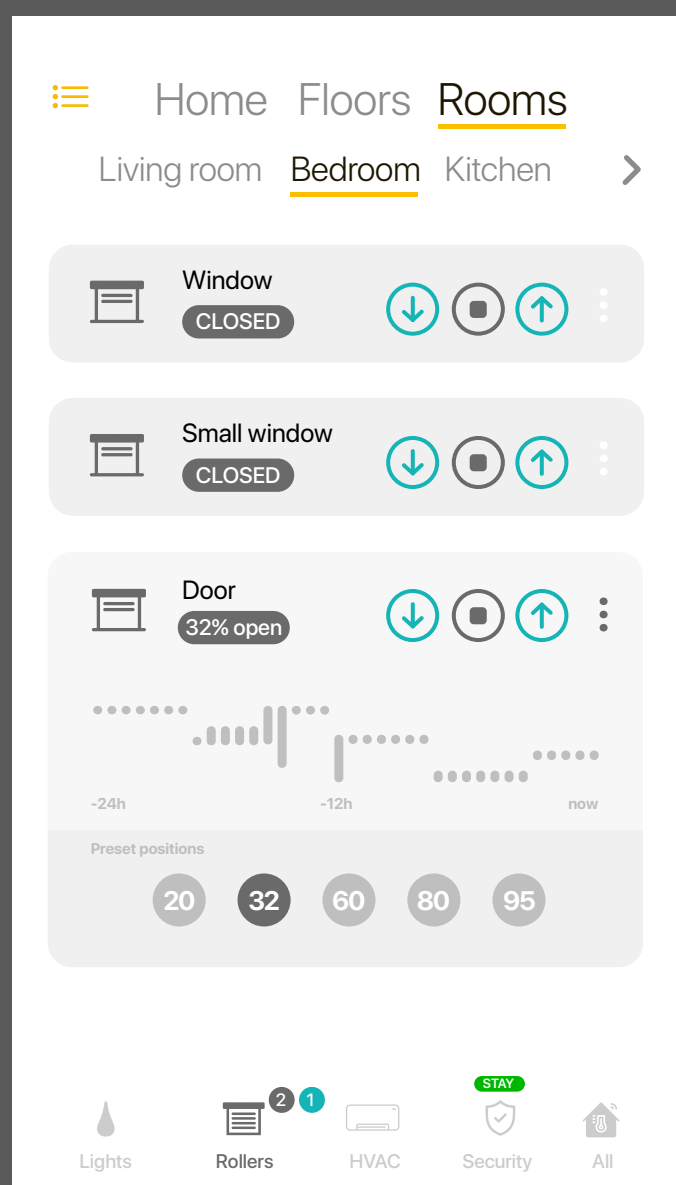 Home Floors Rooms
Living room Bedroom Kitchen
Window
CLOSED
Small window
CLOSED
Door
32% open
-24h -12h now
Preset positions
20 32 60 80 95
STAY
2 1
Lights Rollers HVAC Security All